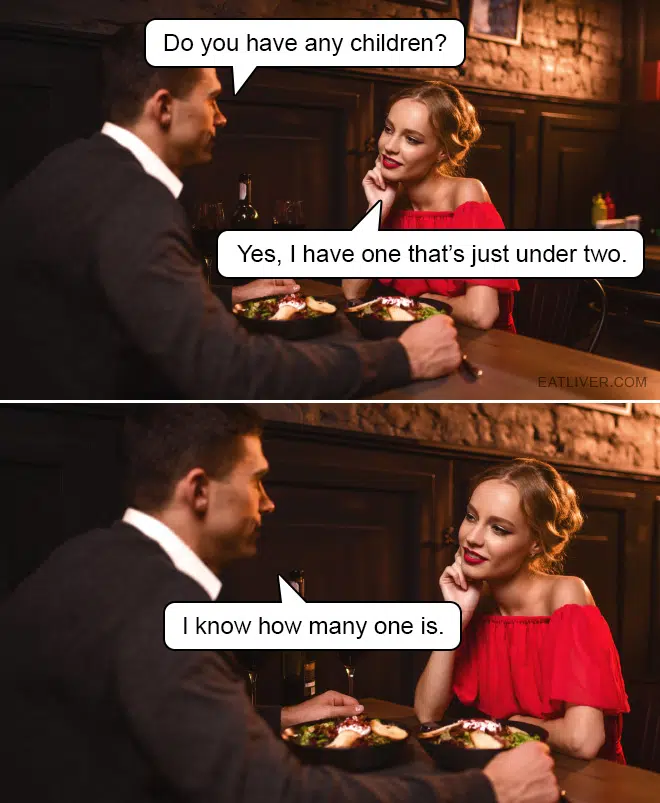 Do you have any children?
Yes, I have one that’s just under two.
EATLIVER.COM
I know how many one is.